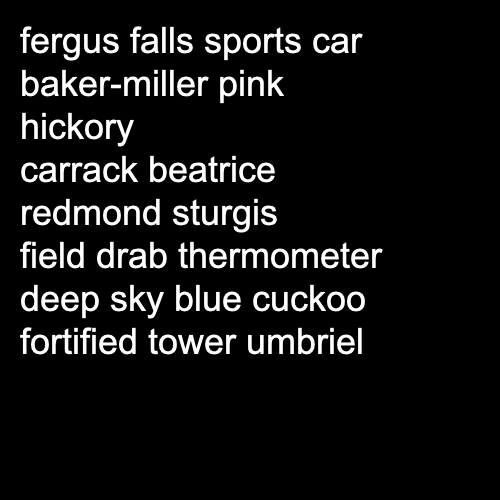 fergus falls sports car
baker-miller pink
hickory
carrack beatrice
redmond sturgis
field drab thermometer
deep sky blue cuckoo
fortified tower umbriel